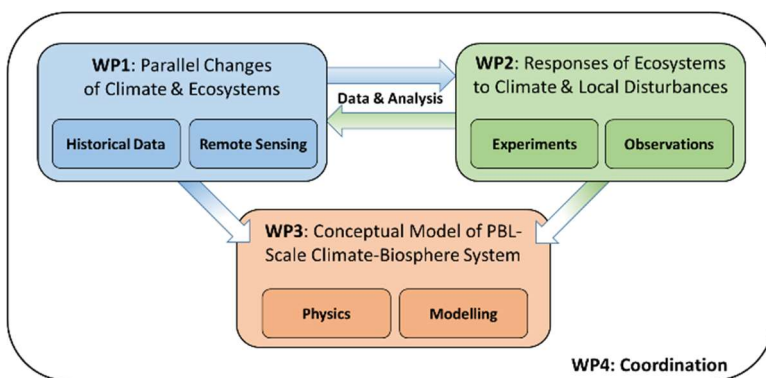 WP1: Parallel Changes
of Climate & Ecosystems
Historical Data
Remote Sensing
Data & Analysis
WP2: Responses of Ecosystems
to Climate & Local Disturbances
Experiments
Observations
WP3: Conceptual Model of PBL-
Scale Climate-Biosphere System
Physics
Modelling
WP4: Coordination